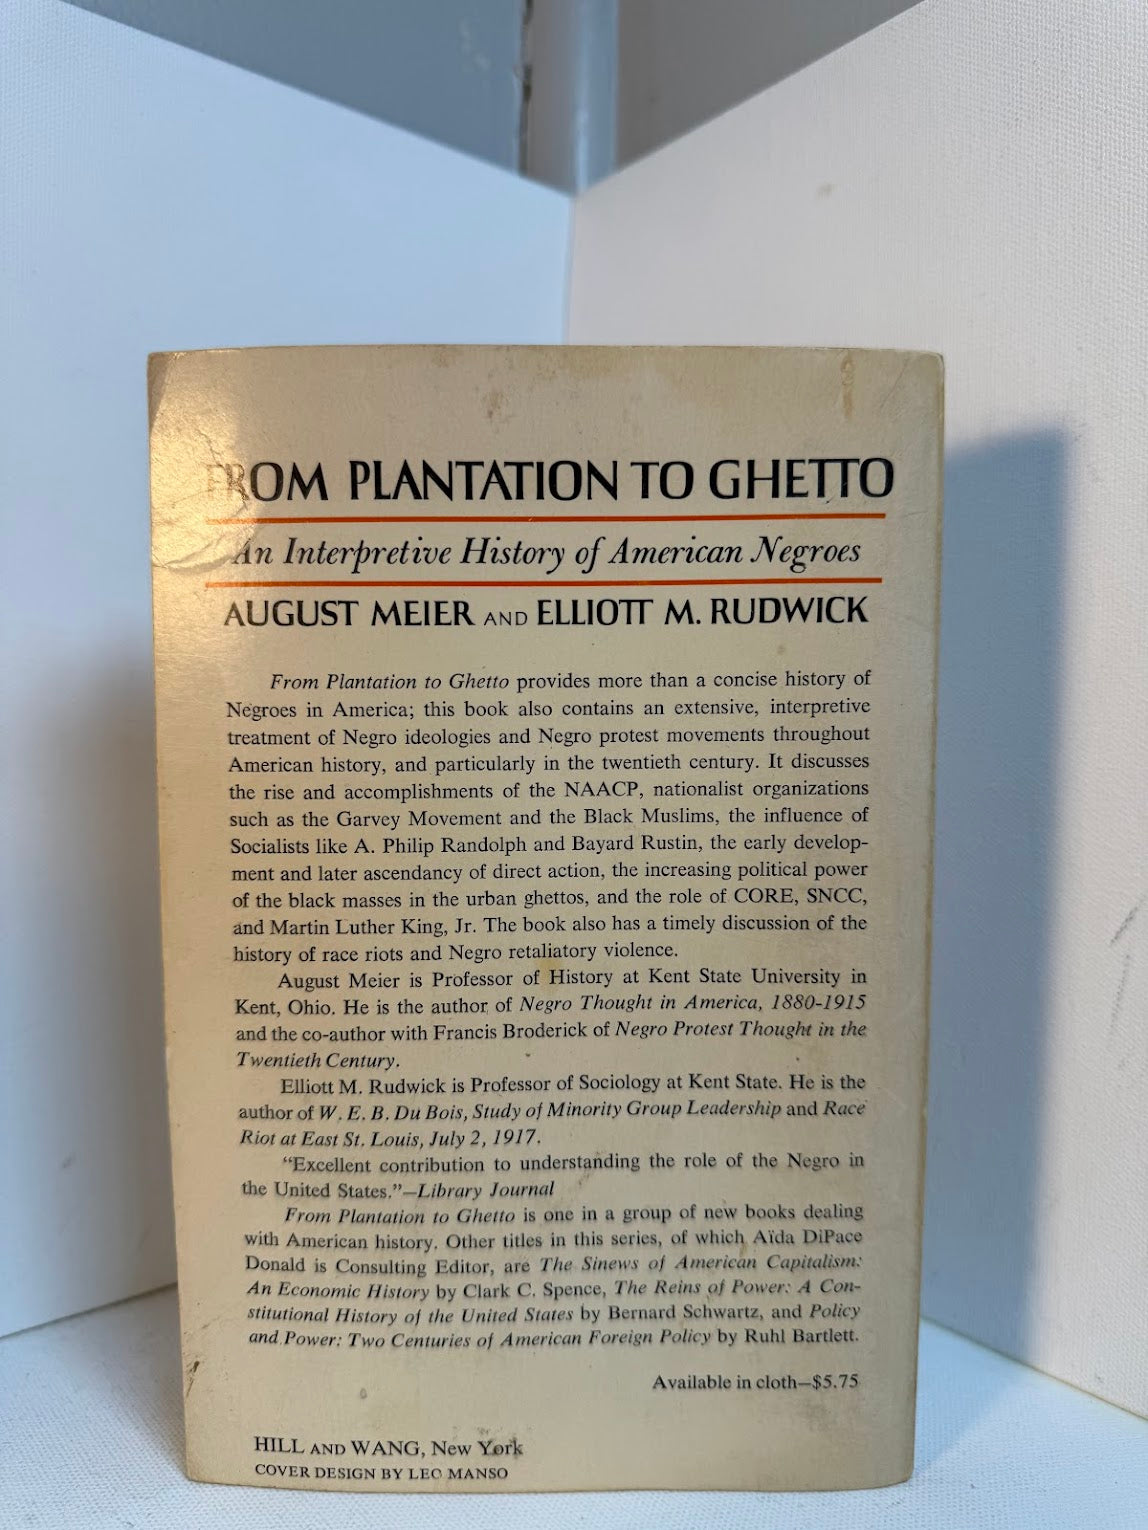 FROM PLANTATION TO GHETTO
An Interpretive History of American Negroes
AUGUST MEIER AND ELLIOTT M. RUDWICK
From Plantation to Ghetto provides more than a concise history of
Negroes in America; this book also contains an extensive, interpretive
treatment of Negro ideologies and Negro protest movements throughout
American history, and particularly in the twentieth century. It discusses
the rise and accomplishments of the NAACP, nationalist organizations
such as the Garvey Movement and the Black Muslims, the influence of
Socialists like A. Philip Randolph and Bayard Rustin, the early develop-
ment and later ascendancy of direct action, the increasing political power
of the black masses in the urban ghettos, and the role of CORE, SNCC,
and Martin Luther King, Jr. The book also has a timely discussion of the
history of race riots and Negro retaliatory violence.
August Meier is Professor of History at Kent State University in
Kent, Ohio. He is the author of Negro Thought in America, 1880-1915
and the co-author with Francis Broderick of Negro Protest Thought in the
Twentieth Century.
Elliott M. Rudwick is Professor of Sociology at Kent State. He is the
author of W. E. B. Du Bois, Study of Minority Group Leadership and Race
Riot at East St. Louis, July 2, 1917.
“Excellent contribution to understanding the role of the Negro in
the United States.”—Library Journal
From Plantation to Ghetto is one in a group of new books dealing
with American history. Other titles in this series, of which Aïda DiPace
Donald is Consulting Editor, are The Sinews of American Capitalism:
An Economic History by Clark C. Spence, The Reins of Power: A Con-
stitutional History of the United States by Bernard Schwartz, and Policy
and Power: Two Centuries of American Foreign Policy by Ruhl Bartlett.
Available in cloth—$5.75
HILL AND WANG, New York
COVER DESIGN BY LEO MANSO